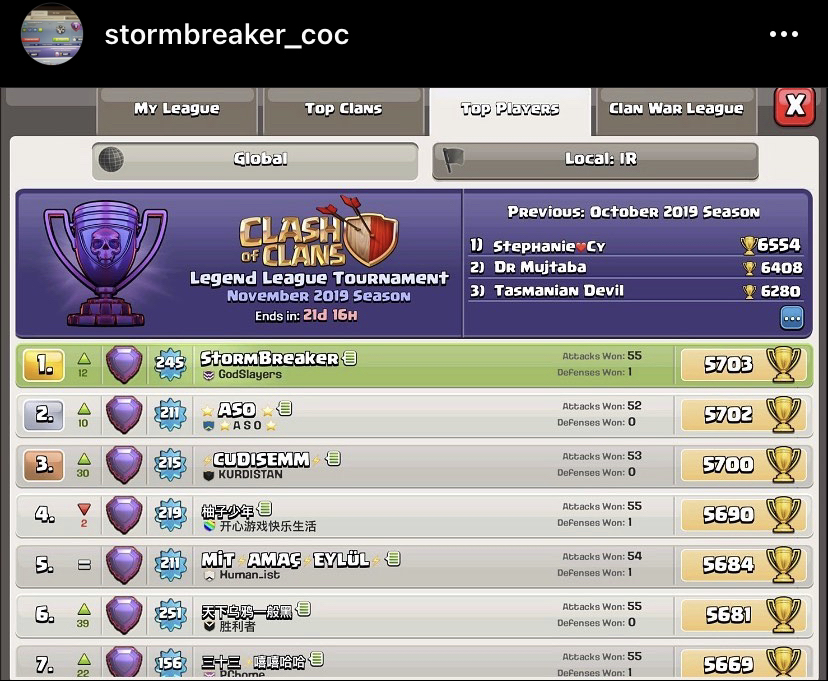 stormbreaker_coc
My League
Top Clans
Top Players
Clan War League
X
Global
Local: IR
CLASH
OF
CLANS
Legend League Tournament
November 2019 Season
Ends in: 21d 16H
Previous: October 2019 Season
1) Stephanie❤Cy 6554
2) Dr Mujtaba 6408
3) Tasmanian Devil 6280
1. 12 245 StormBreaker Attacks Won: 55 5703
GodSlayers Defenses Won: 1
2. 10 211 ASO Attacks Won: 52 5702
A S O Defenses Won: 0
3. 30 215 CUDISEMM Attacks Won: 53 5700
KURDISTAN Defenses Won: 0
4. 2 219 柚子少年 Attacks Won: 55 5690
开心游戏快乐生活 Defenses Won: 1
5. 211 MİT⚡AMAÇ⚡EYLÜL⚡ Attacks Won: 54 5684
Human_ist Defenses Won: 1
6. 39 251 天下乌鸦一般黑 Attacks Won: 55 5681
胜利者 Defenses Won: 0
7. 22 156 三十三⚡嘻嘻哈哈 Attacks Won: 55 5669
PChome Defenses Won: 1